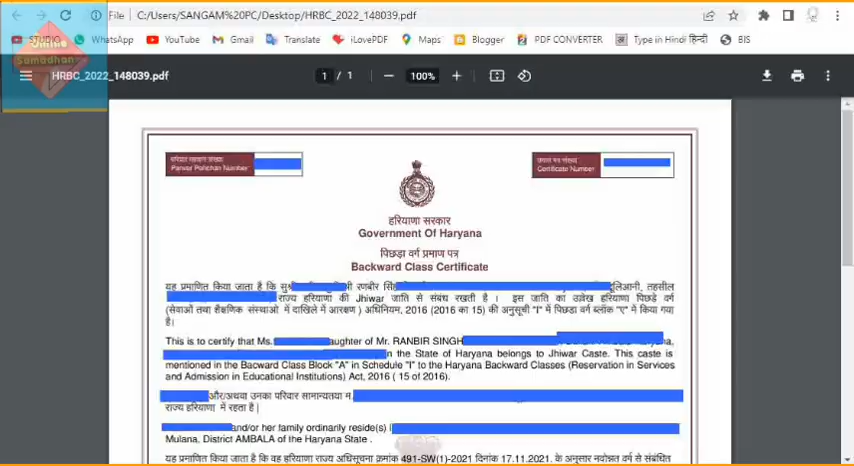 File C:/Users/SANGAM%20PC/Desktop/HRBC_2022_148039.pdf
STUDIO WhatsApp YouTube Gmail Translate iLovePDF Maps Blogger PDF CONVERTER Type in Hindi हिन्दी BIS
Online
Samadhan
HRBC_2022_148039.pdf 1 / 1 100%
परिवार पहचान संख्या
Parivar Pehchan Number
प्रमाण पत्र संख्या
Certificate Number
हरियाणा सरकार
Government Of Haryana
पिछड़ा वर्ग प्रमाण पत्र
Backward Class Certificate
यह प्रमाणित किया जाता है कि सुश्री रणबीर सिंह तहसील
राज्य हरियाणा की Jhiwar जाति से संबंध रखती है । इस जाति का उल्लेख हरियाणा पिछड़े वर्ग
(सेवाओं तथा शैक्षणिक संस्थाओ में दाखिले में आरक्षण ) अधिनियम, 2016 (2016 का 15) की अनुसूची "I" में पिछड़ा वर्ग ब्लॉक "ए" में किया गया
है।
This is to certify that Ms. aughter of Mr. RANBIR SINGH
n the State of Haryana belongs to Jhiwar Caste. This caste is
mentioned in the Bacward Class Block "A" in Schedule "I" to the Haryana Backward Classes (Reservation in Services
and Admission in Educational Institutions) Act, 2016 ( 15 of 2016).
और/अथवा उनका परिवार सामान्यतया म.
राज्य हरियाणा में रहता है|
and/or her family ordinarily reside(s) i
Mulana, District AMBALA of the Haryana State .
यह प्रमाणित किया जाता है कि वह हरियाणा राज्य अधिसूचना क्रमांक 491-SW(1)-2021 दिनांक 17.11.2021. के अनुसार नवोन्नत वर्ग से संबंधित